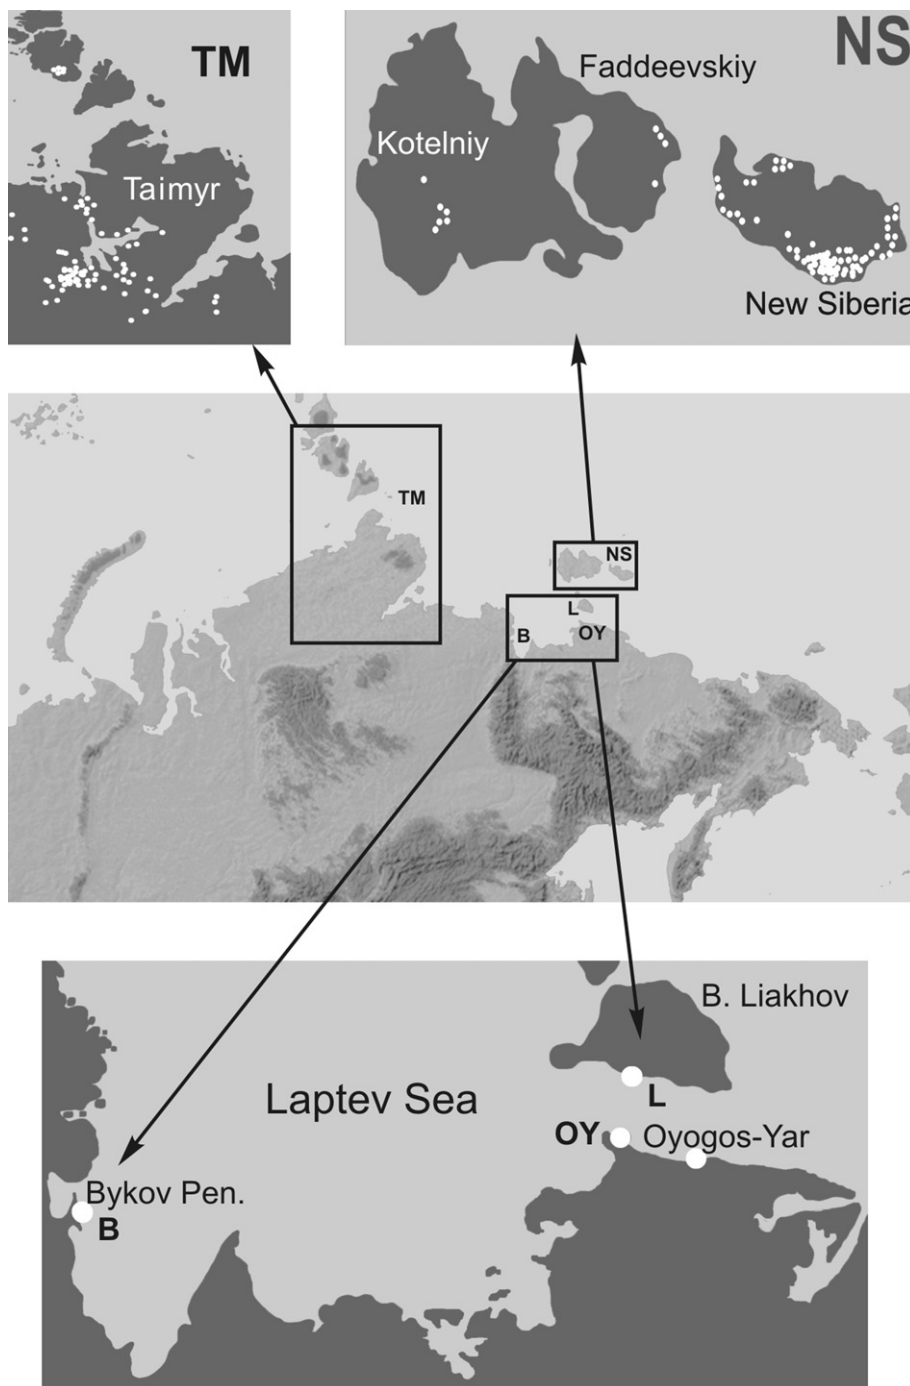 TM
NS
Faddeevskiy
Kotelniy
Taimyr
New Siberia
TM
NS
L
B
OY
B. Liakhov
Laptev Sea
L
OY Oyogos-Yar
Bykov Pen.
B